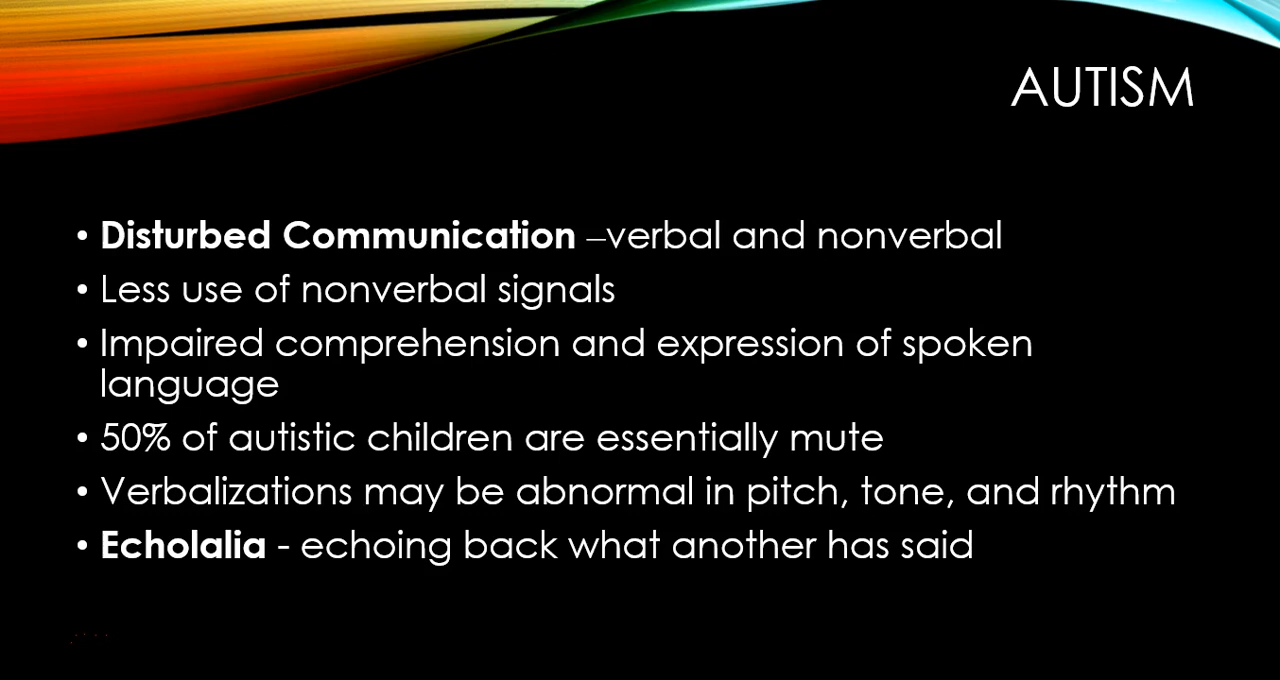 AUTISM
• Disturbed Communication –verbal and nonverbal
• Less use of nonverbal signals
• Impaired comprehension and expression of spoken
language
• 50% of autistic children are essentially mute
• Verbalizations may be abnormal in pitch, tone, and rhythm
• Echolalia - echoing back what another has said